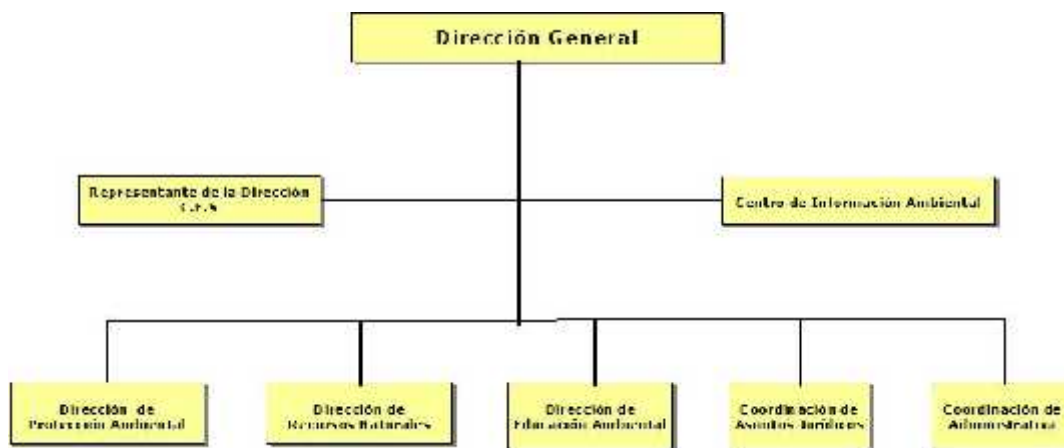 Dirección General
Representante de la Dirección
Centro de Información Ambiental
Dirección de
Protección Ambiental
Dirección de
Recursos Naturales
Dirección de
Educación Ambiental
Coordinación de
Asuntos Jurídicos
Coordinación de
Administrativa